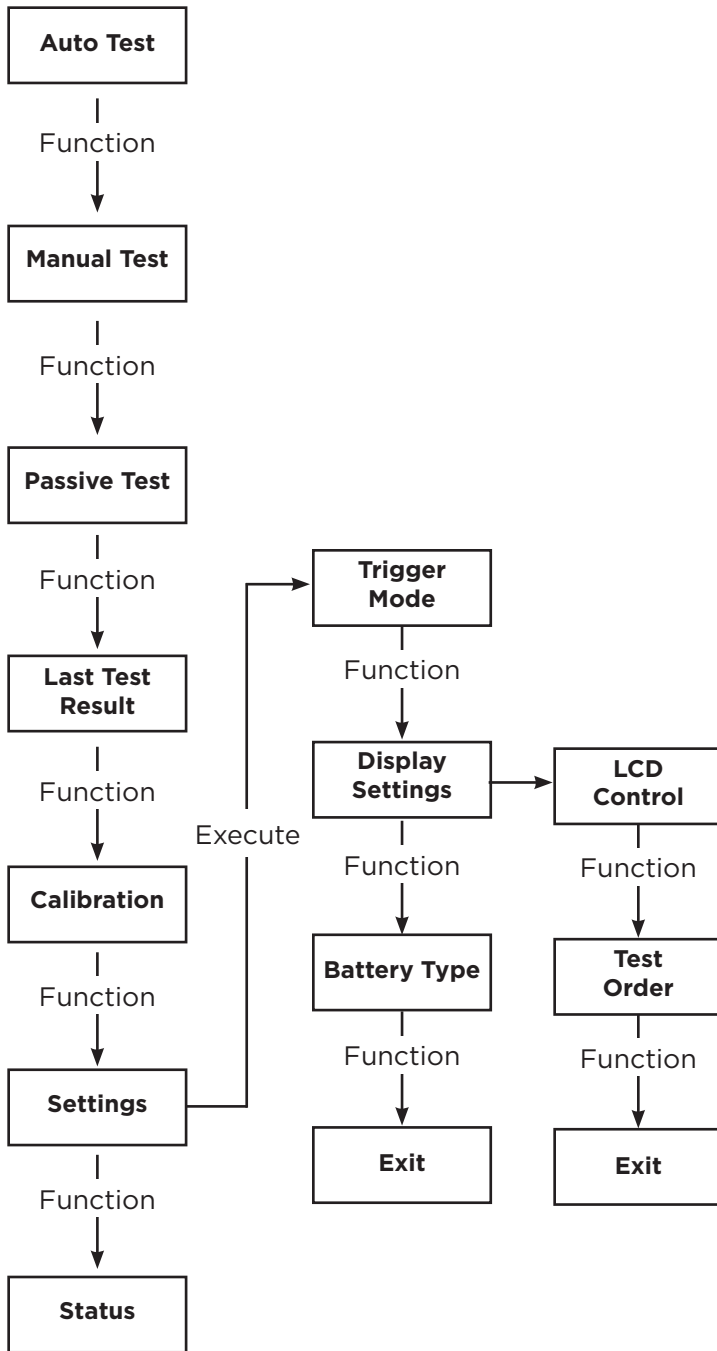 Auto Test
Function
Manual Test
Function
Passive Test
Function
Last Test
Result
Function
Calibration
Function
Settings
Function
Status
Execute
Trigger
Mode
Function
Display
Settings
Function
Battery Type
Function
Exit
LCD
Control
Function
Test
Order
Function
Exit